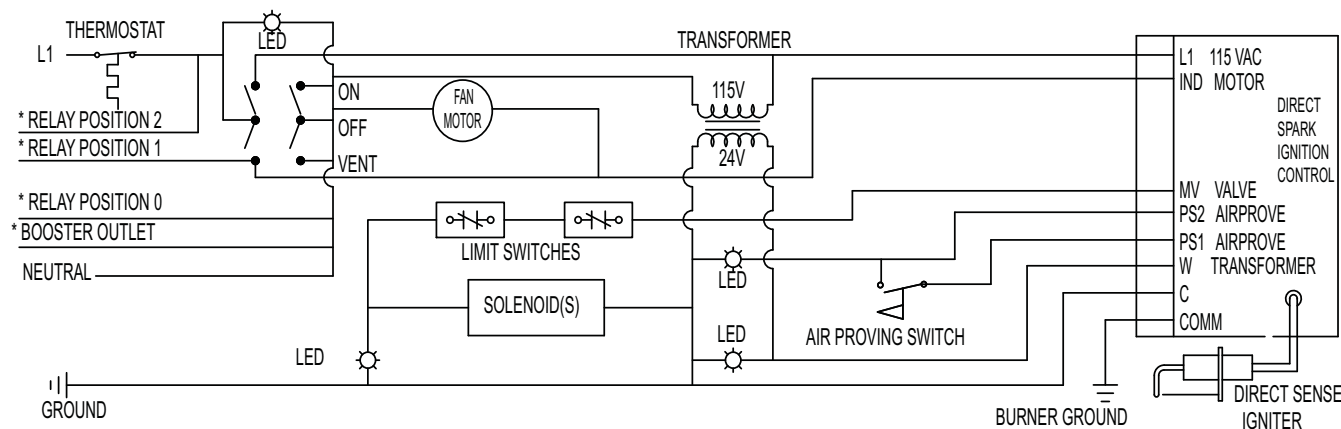 THERMOSTAT
L1
LED
* RELAY POSITION 2
* RELAY POSITION 1
* RELAY POSITION 0
* BOOSTER OUTLET
NEUTRAL
ON
OFF
VENT
FAN
MOTOR
TRANSFORMER
115V
24V
LIMIT SWITCHES
SOLENOID(S)
LED
LED
LED
AIR PROVING SWITCH
GROUND
L1 115 VAC
IND MOTOR
DIRECT
SPARK
IGNITION
CONTROL
MV VALVE
PS2 AIRPROVE
PS1 AIRPROVE
W TRANSFORMER
C
COMM
BURNER GROUND
DIRECT SENSE
IGNITER